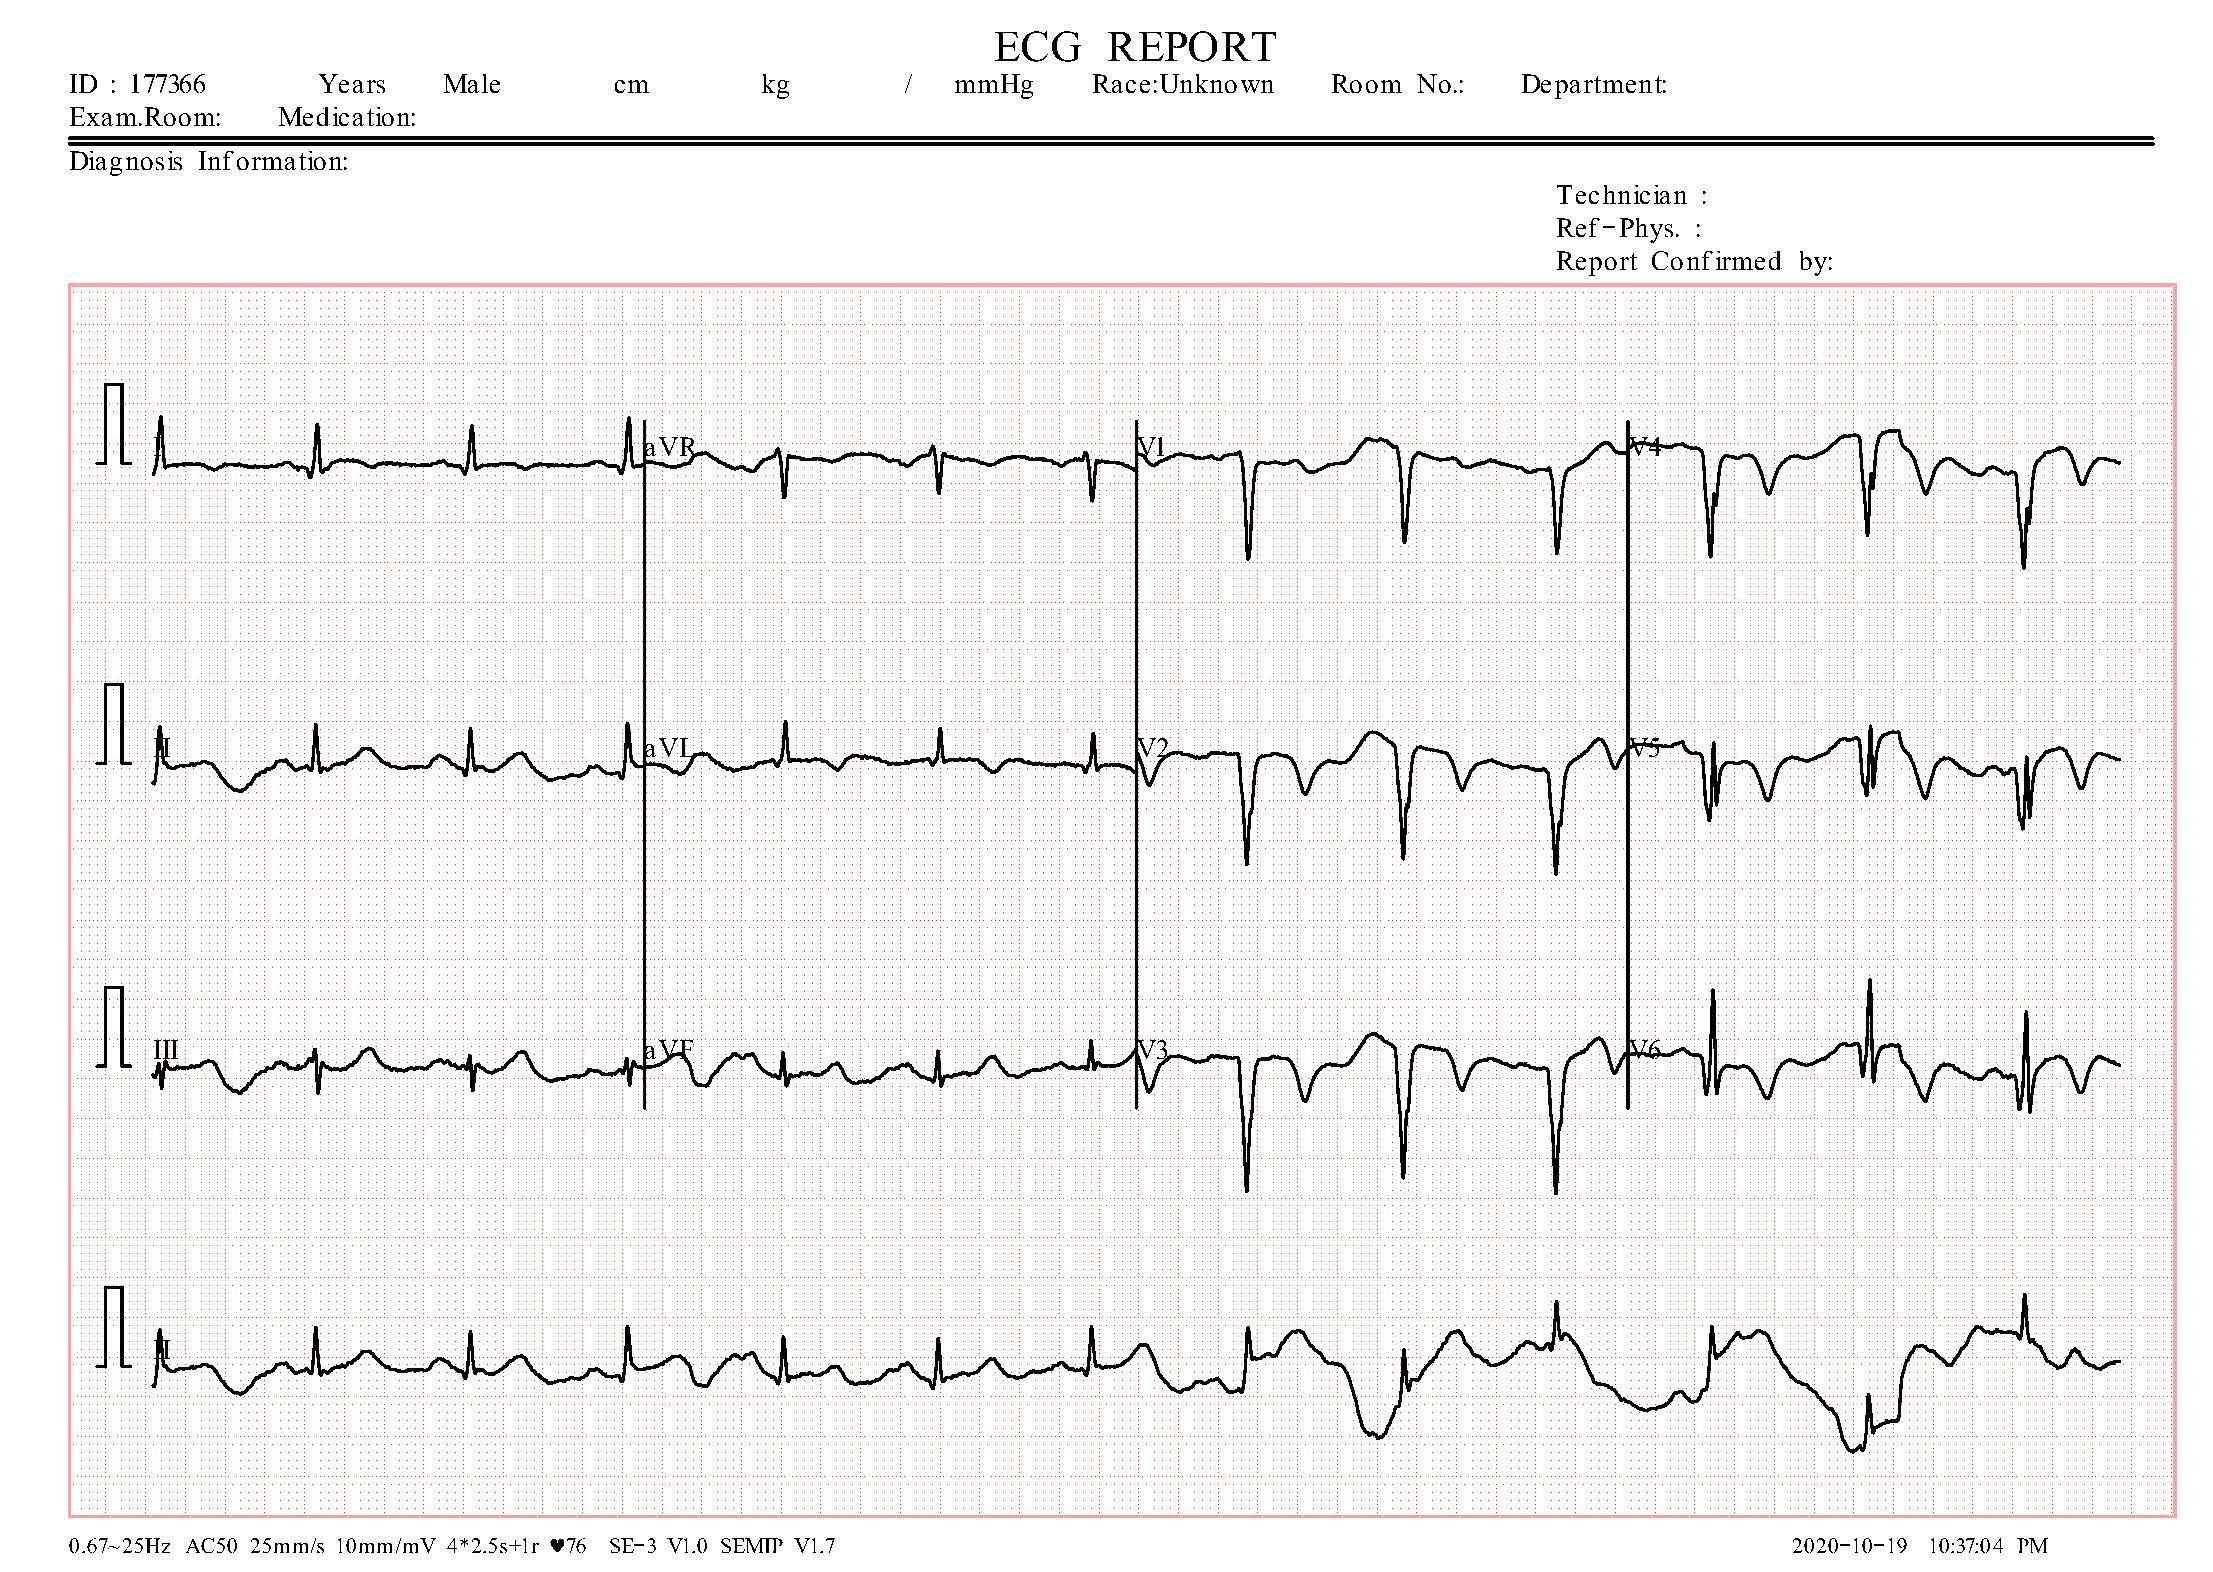 ECG REPORT
ID : 177366 Years Male cm kg / mmHg Race:Unknown Room No.: Department:
Exam.Room: Medication:
Diagnosis Information:
Technician :
Ref-Phys. :
Report Confirmed by:
I aVR V1 V4
II aVL V2 V5
III aVF V3 V6
II
0.67~25Hz AC50 25mm/s 10mm/mV 4*2.5s+1r ♥76 SE-3 V1.0 SEMIP V1.7 2020-10-19 10:37:04 PM